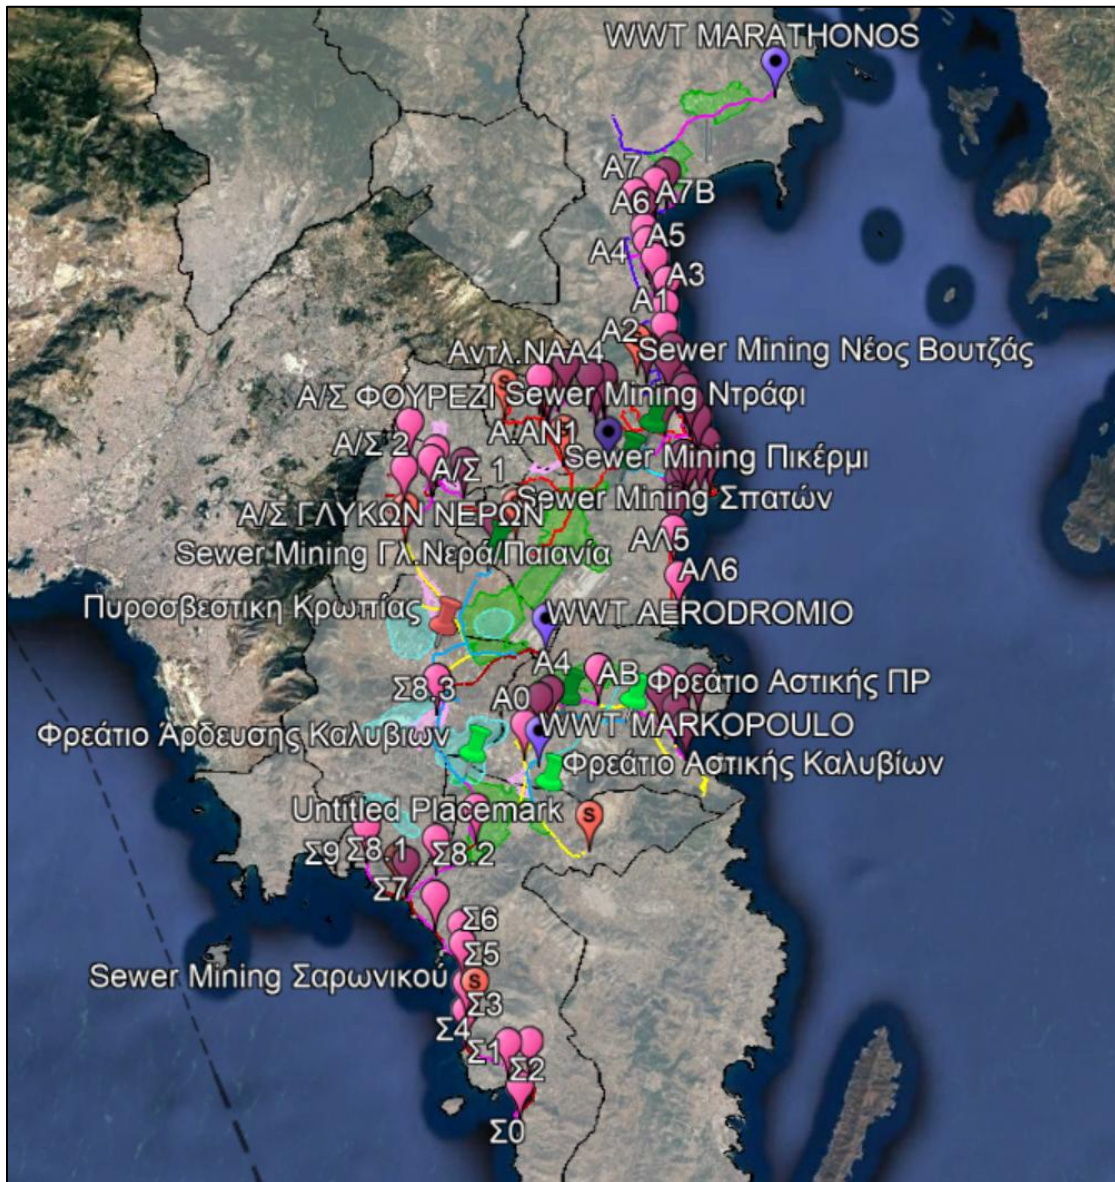 WWT MARATHONOS
A7
A7B
A6
A5
A4
A3
A1
A2
Sewer Mining Νέος Βουτζάς
Αντλ.ΝΑΑ4
Α/Σ ΦΟΥΡΕΖΙ
Sewer Mining Ντράφι
Α.ΑΝ1
Α/Σ 2
Sewer Mining Πικέρμι
Α/Σ 1
Sewer Mining Σπατών
Α/Σ ΓΛΥΚΩΝ ΝΕΡΩΝ
ΑΛ5
Sewer Mining Γλ.Νερά/Παιανία
ΑΛ6
Πυροσβεστικη Κρωπίας
WWT AERODROMIO
A4
AB
Φρεάτιο Αστικής ΠΡ
Σ8.3
A0
WWT MARKOPOULO
Φρεάτιο Άρδευσης Καλυβιων
Φρεάτιο Αστικής Καλυβίων
Untitled Placemark
Σ9
Σ8.1
Σ8.2
Σ7
Σ6
Σ5
Sewer Mining Σαρωνικού
Σ3
Σ4
Σ1
Σ2
Σ0